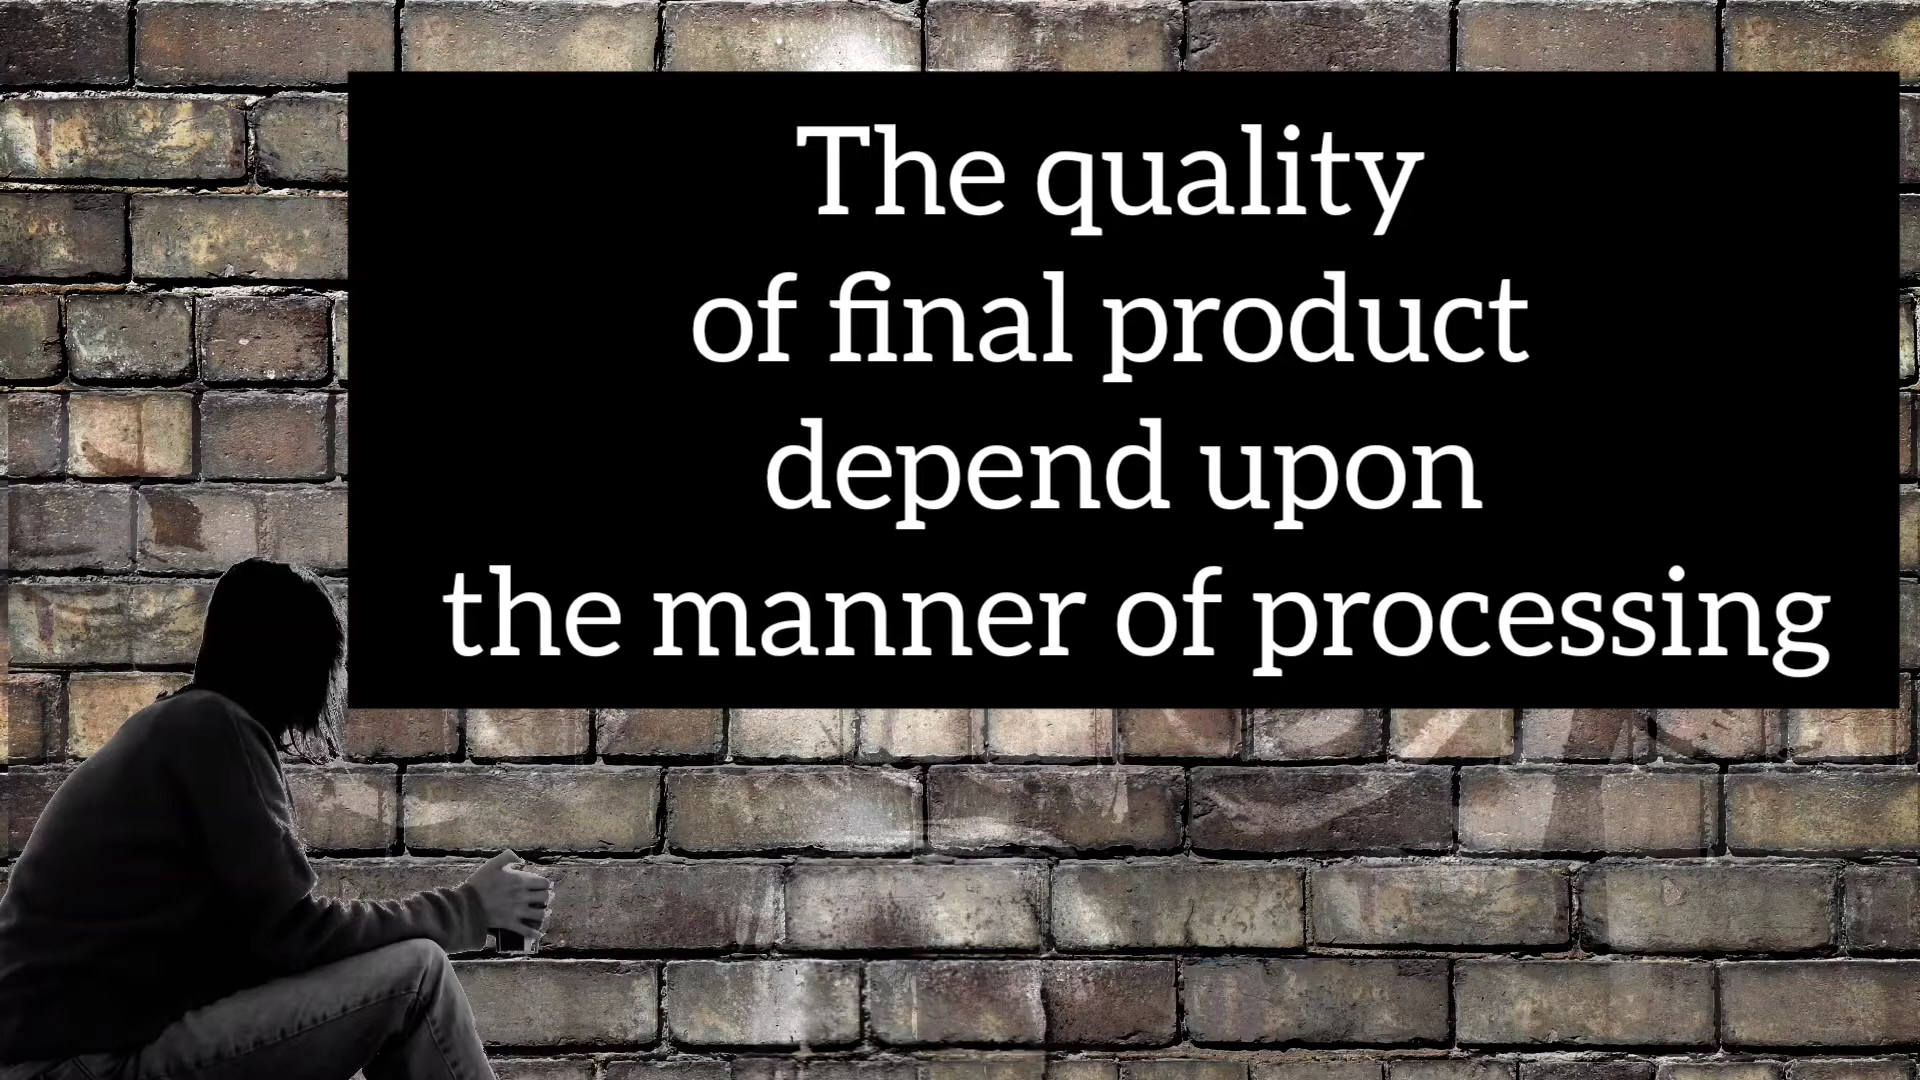 The quality
of final product
depend upon
the manner of processing